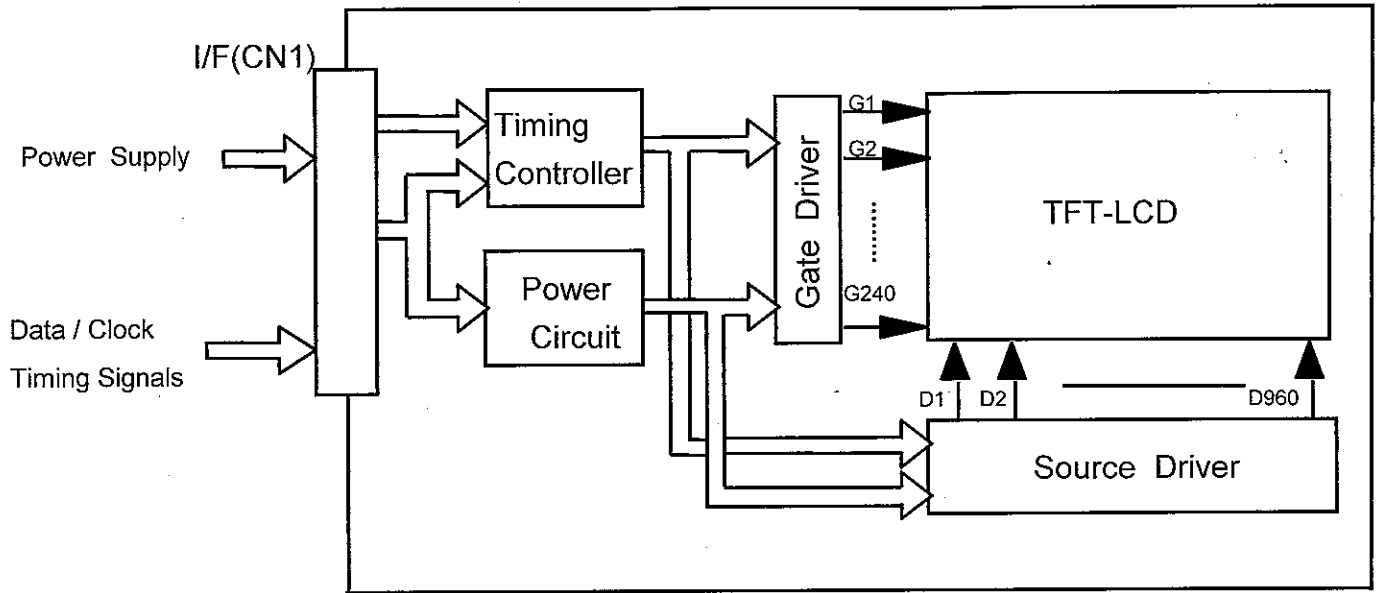 I/F(CN1)
Power Supply
Data / Clock
Timing Signals
Timing
Controller
Power
Circuit
Gate Driver
G1
G2
G240
TFT-LCD
D1
D2
D960
Source Driver